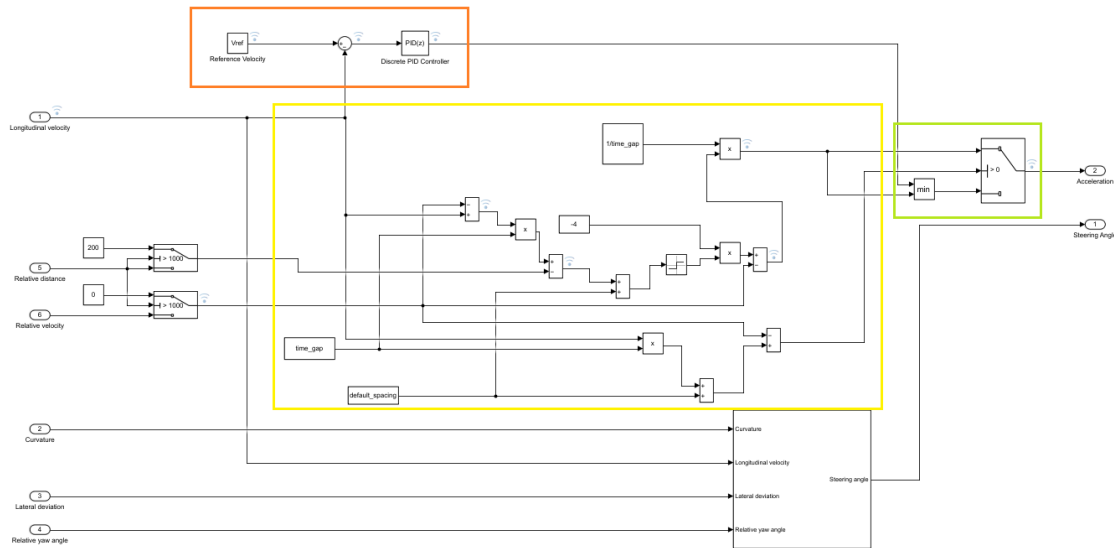 Vref
Reference Velocity
+
−
PID(z)
Discrete PID Controller
1
Longitudinal velocity
1/time_gap
x
> 0
min
2
Acceleration
1
Steering Angle
−
+
x
-4
x
+
−
+
−
+
+
200
> 1000
5
Relative distance
0
> 1000
6
Relative velocity
time_gap
x
−
+
default_spacing
+
+
2
Curvature
3
Lateral deviation
4
Relative yaw angle
Curvature
Longitudinal velocity
Steering angle
Lateral deviation
Relative yaw angle